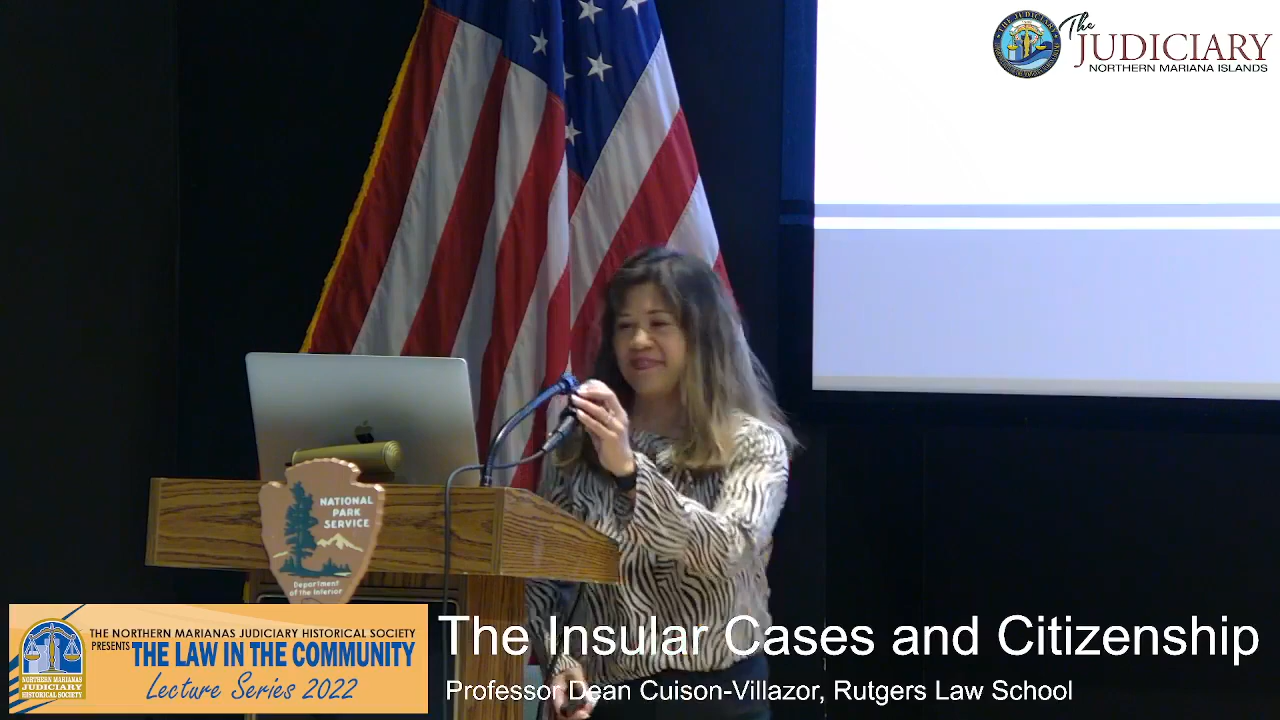 The
JUDICIARY
NORTHERN MARIANA ISLANDS
NATIONAL
PARK
SERVICE
Department
of the Interior
THE NORTHERN MARIANAS JUDICIARY HISTORICAL SOCIETY
PRESENTS THE LAW IN THE COMMUNITY
Lecture Series 2022
NORTHERN MARIANAS
JUDICIARY
HISTORICAL SOCIETY
The Insular Cases and Citizenship
Professor Dean Cuison-Villazor, Rutgers Law School